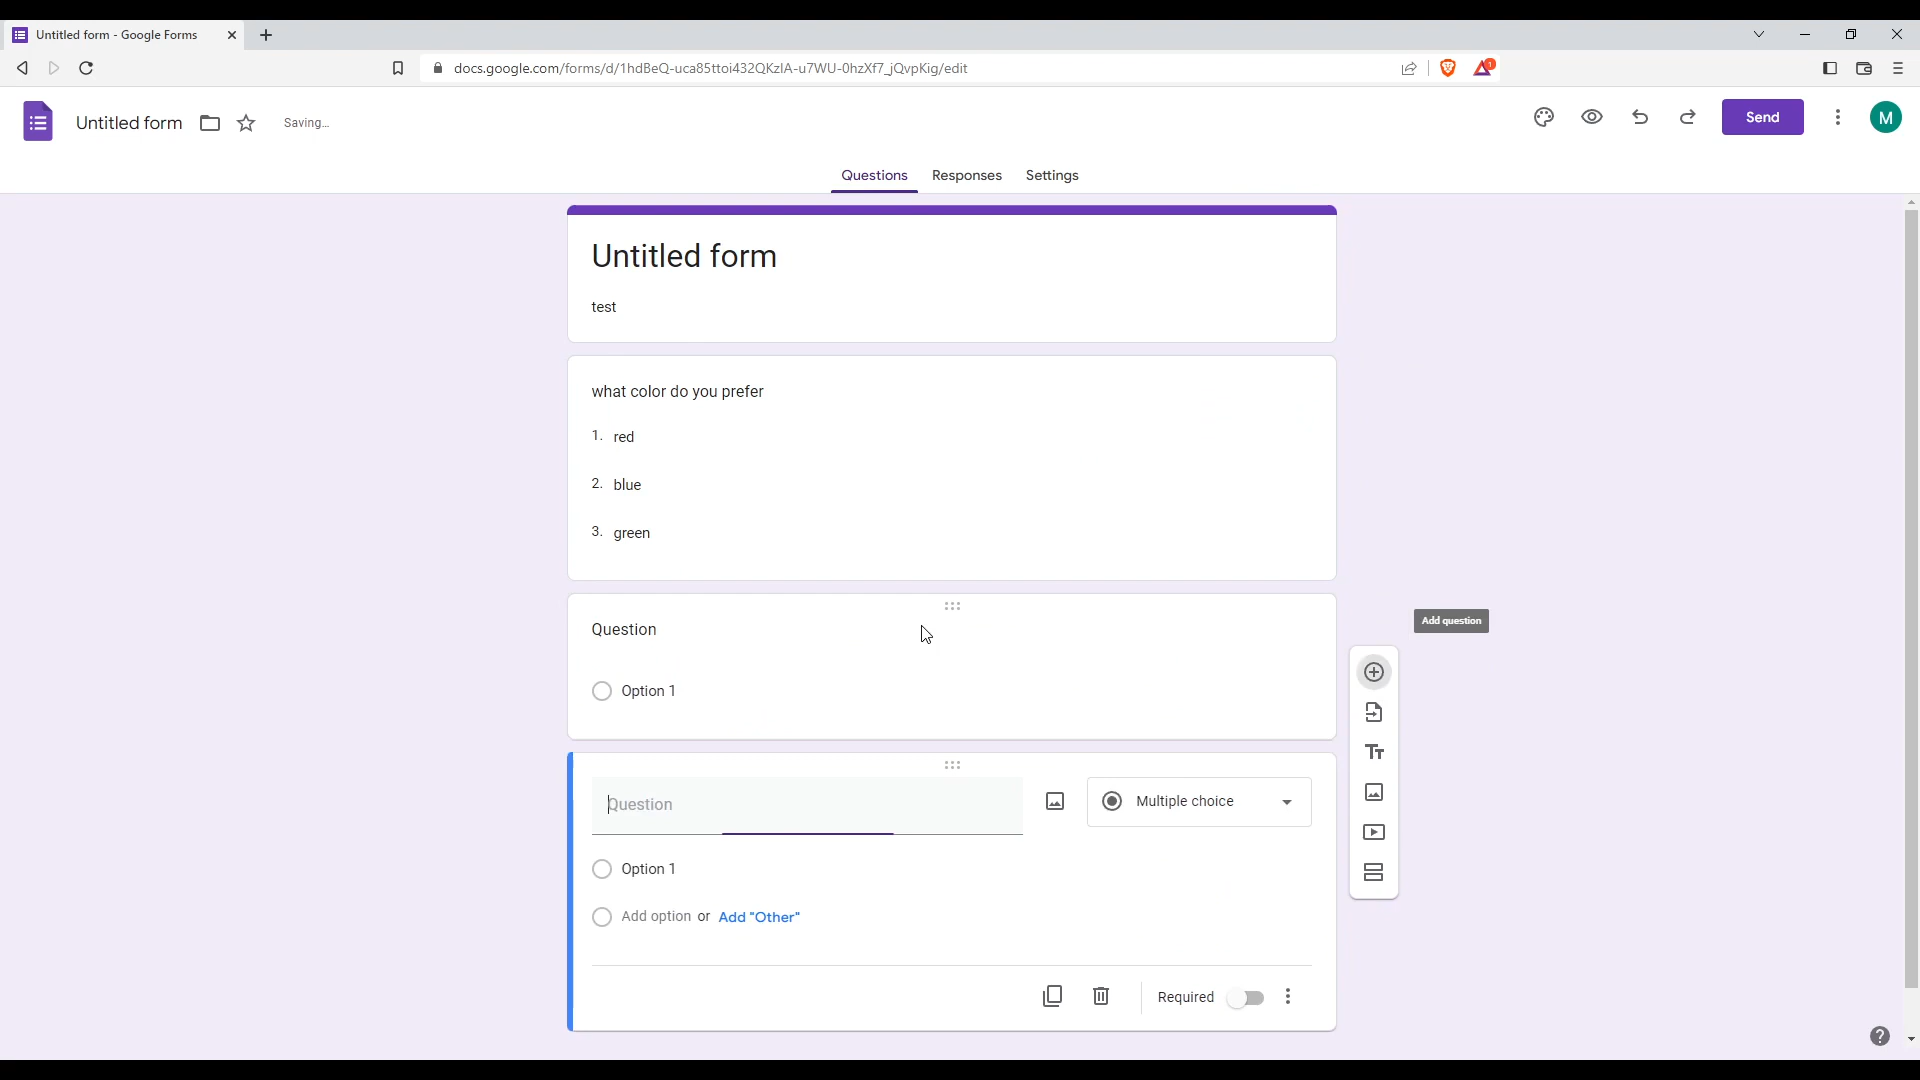 Untitled form - Google Forms
docs.google.com/forms/d/1hdBeQ-uca85ttoi432QKzIA-u7WU-0hzXf7_jQvpKig/edit
1
Untitled form
Saving...
Send
M
Questions
Responses
Settings
Untitled form
test
what color do you prefer
1. red
2. blue
3. green
Question
Option 1
Add question
Question
Multiple choice
Option 1
Add option or Add "Other"
Required